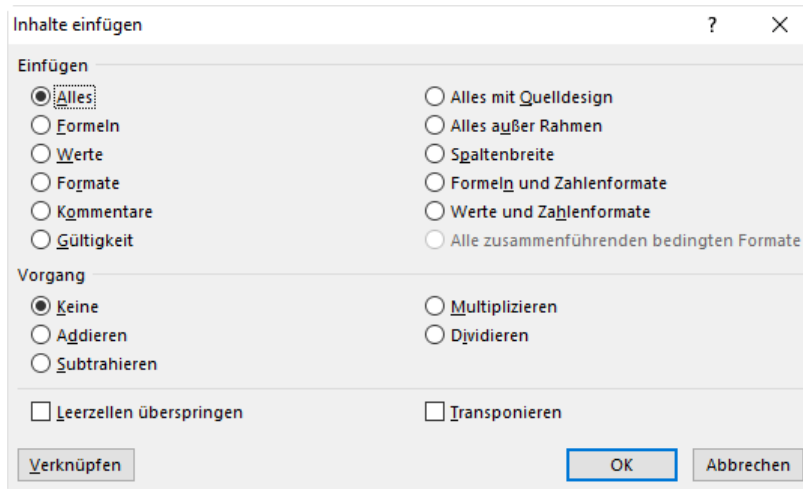 Inhalte einfügen ?
Einfügen
Alles Alles mit Quelldesign
Formeln Alles außer Rahmen
Werte Spaltenbreite
Formate Formeln und Zahlenformate
Kommentare Werte und Zahlenformate
Gültigkeit Alle zusammenführenden bedingten Formate
Vorgang
Keine Multiplizieren
Addieren Dividieren
Subtrahieren
Leerzellen überspringen Transponieren
Verknüpfen OK Abbrechen